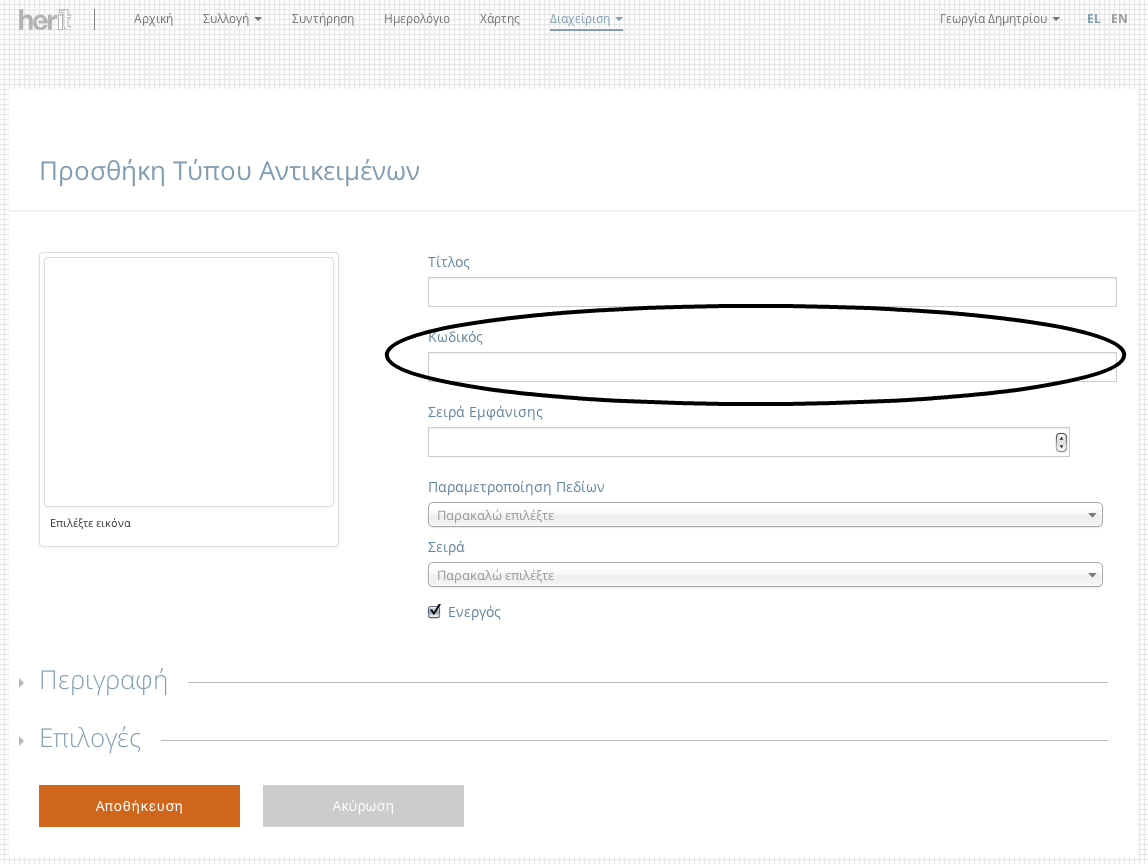 herit
Αρχική Συλλογή Συντήρηση Ημερολόγιο Χάρτης Διαχείριση Γεωργία Δημητρίου EL EN
Προσθήκη Τύπου Αντικειμένων
Τίτλος
Κωδικός
Σειρά Εμφάνισης
Παραμετροποίηση Πεδίων
Παρακαλώ επιλέξτε
Επιλέξτε εικόνα
Σειρά
Παρακαλώ επιλέξτε
Ενεργός
Περιγραφή
Επιλογές
Αποθήκευση Ακύρωση